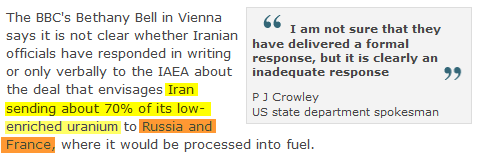 The BBC's Bethany Bell in Vienna
says it is not clear whether Iranian
officials have responded in writing
or only verbally to the IAEA about
the deal that envisages Iran
sending about 70% of its low-
enriched uranium to Russia and
France, where it would be processed into fuel.
“ I am not sure that they
have delivered a formal
response, but it is clearly an
inadequate response ”
P J Crowley
US state department spokesman